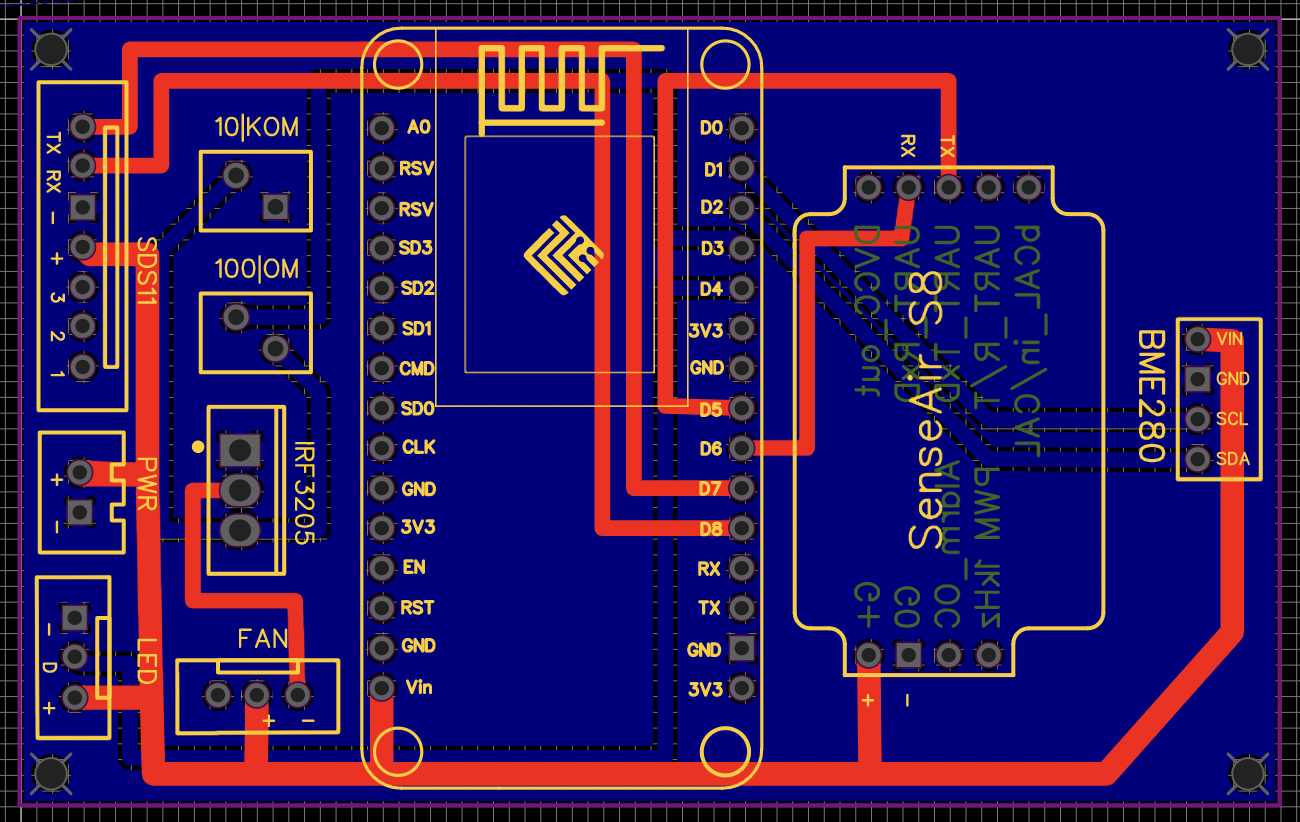 TX
RX
-
+
3
2
1
SDS11
10|KOM
100|OM
PWR
+
-
IRF3205
LED
-
D
+
FAN
+ -
A0
RSV
RSV
SD3
SD2
SD1
CMD
SD0
CLK
GND
3V3
EN
RST
GND
Vin
D0
D1
D2
D3
D4
3V3
GND
D5
D6
D7
D8
RX
TX
GND
3V3
RX TX
DVCC_out
UART_RxD
UART_TxD
UART_R/T
bCAL_in/CAL
SenseAir S8
G+
G0
Alarm_OC
PWM 1kHz
+ -
BME280
VIN
GND
SCL
SDA